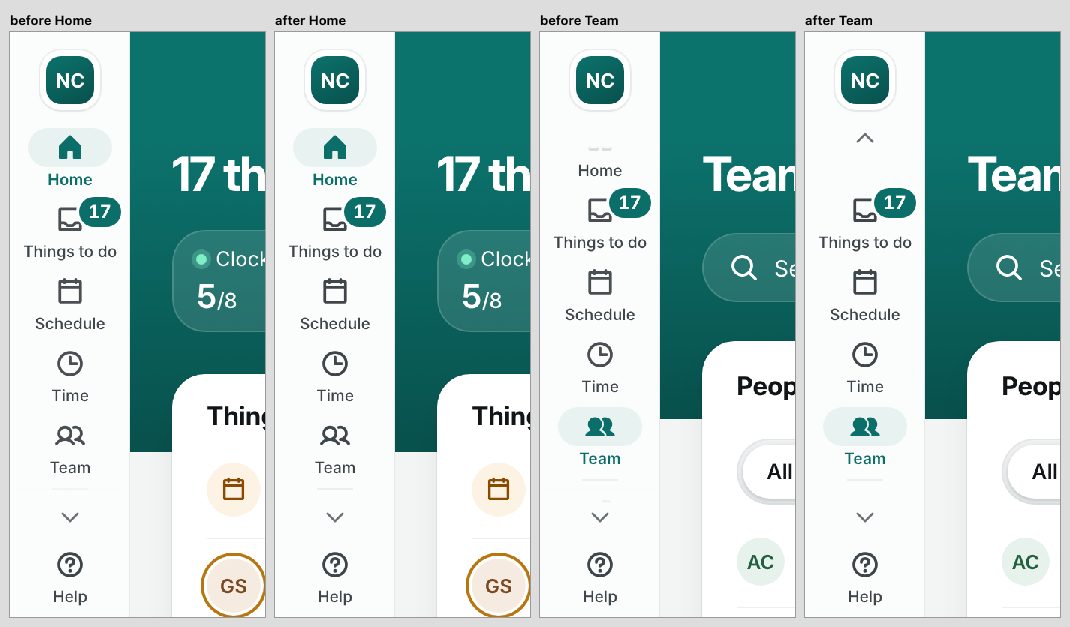 before Home
NC
Home
17
Things to do
Schedule
Time
Team
Help
17 th
Clock
5/8
Thing
GS
after Home
NC
Home
17
Things to do
Schedule
Time
Team
Help
17 th
Clock
5/8
Thing
GS
before Team
NC
Home
17
Things to do
Schedule
Time
Team
Help
Team
Se
Peop
All
AC
after Team
NC
17
Things to do
Schedule
Time
Team
Help
Team
Se
Peop
All
AC